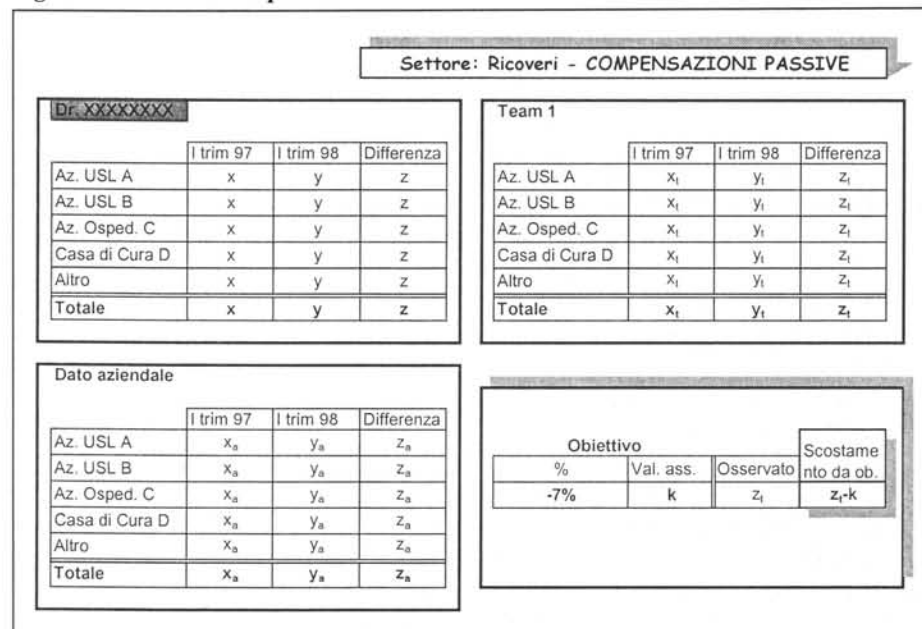 Settore: Ricoveri - COMPENSAZIONI PASSIVE
Dr. XXXXXXXX
I trim 97 I trim 98 Differenza
Az. USL A x y z
Az. USL B x y z
Az. Osped. C x y z
Casa di Cura D x y z
Altro x y z
Totale x y z
Team 1
I trim 97 I trim 98 Differenza
Az. USL A xt yt zt
Az. USL B xt yt zt
Az. Osped. C xt yt zt
Casa di Cura D xt yt zt
Altro xt yt zt
Totale xt yt zt
Dato aziendale
I trim 97 I trim 98 Differenza
Az. USL A xa ya za
Az. USL B xa ya za
Az. Osped. C xa ya za
Casa di Cura D xa ya za
Altro xa ya za
Totale xa ya za
Obiettivo
% Val. ass. Osservato Scostame
nto da ob.
-7% k zt zt-k